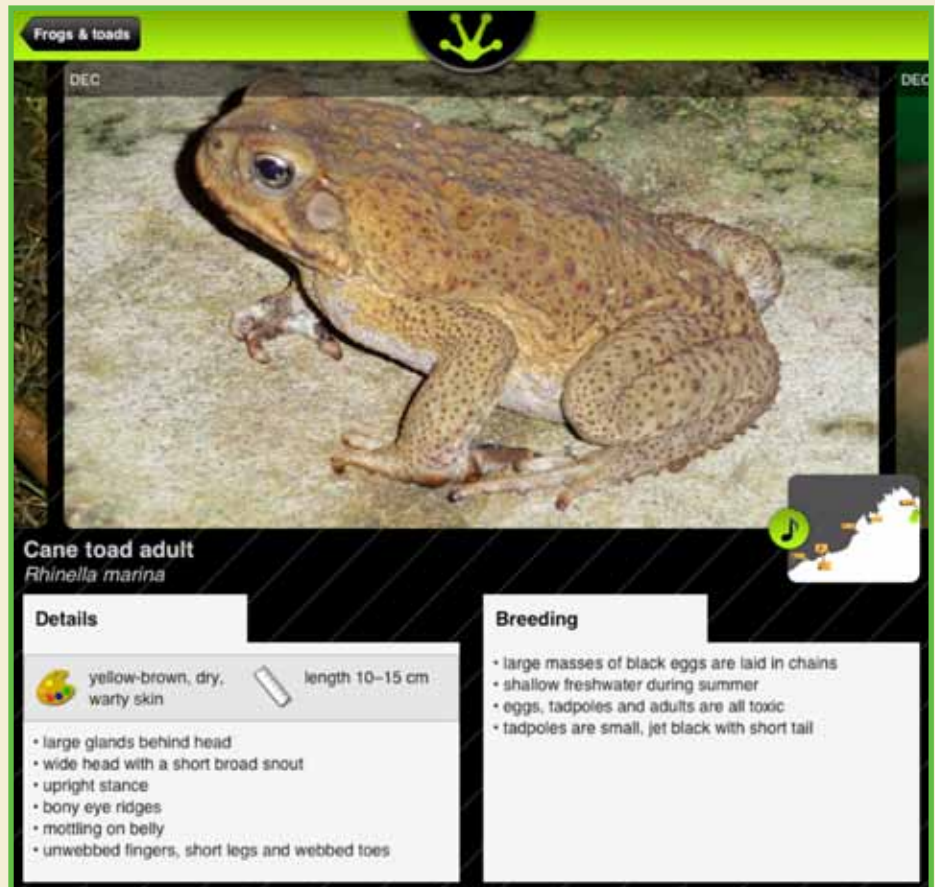 Frogs & toads
DEC
DEC
Cane toad adult
Rhinella marina
Details
yellow-brown, dry,
warty skin
length 10–15 cm
• large glands behind head
• wide head with a short broad snout
• upright stance
• bony eye ridges
• mottling on belly
• unwebbed fingers, short legs and webbed toes
Breeding
• large masses of black eggs are laid in chains
• shallow freshwater during summer
• eggs, tadpoles and adults are all toxic
• tadpoles are small, jet black with short tail